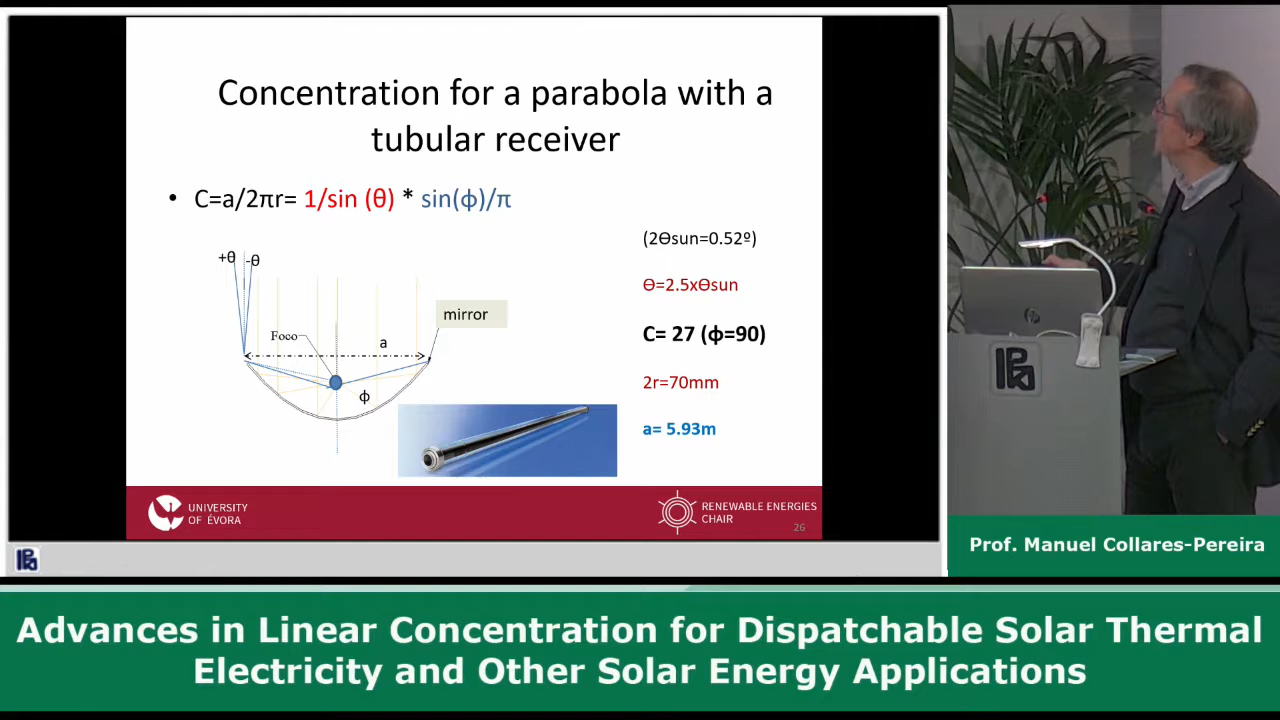 Concentration for a parabola with a
tubular receiver
• C=a/2πr= 1/sin (θ) * sin(ϕ)/π
(2Ɵsun=0.52º)
+θ
-θ
Ɵ=2.5xƟsun
mirror
Foco
a
C= 27 (ϕ=90)
2r=70mm
ϕ
a= 5.93m
UNIVERSITY
OF ÉVORA
RENEWABLE ENERGIES
CHAIR
26
Prof. Manuel Collares-Pereira
Advances in Linear Concentration for Dispatchable Solar Thermal
Electricity and Other Solar Energy Applications